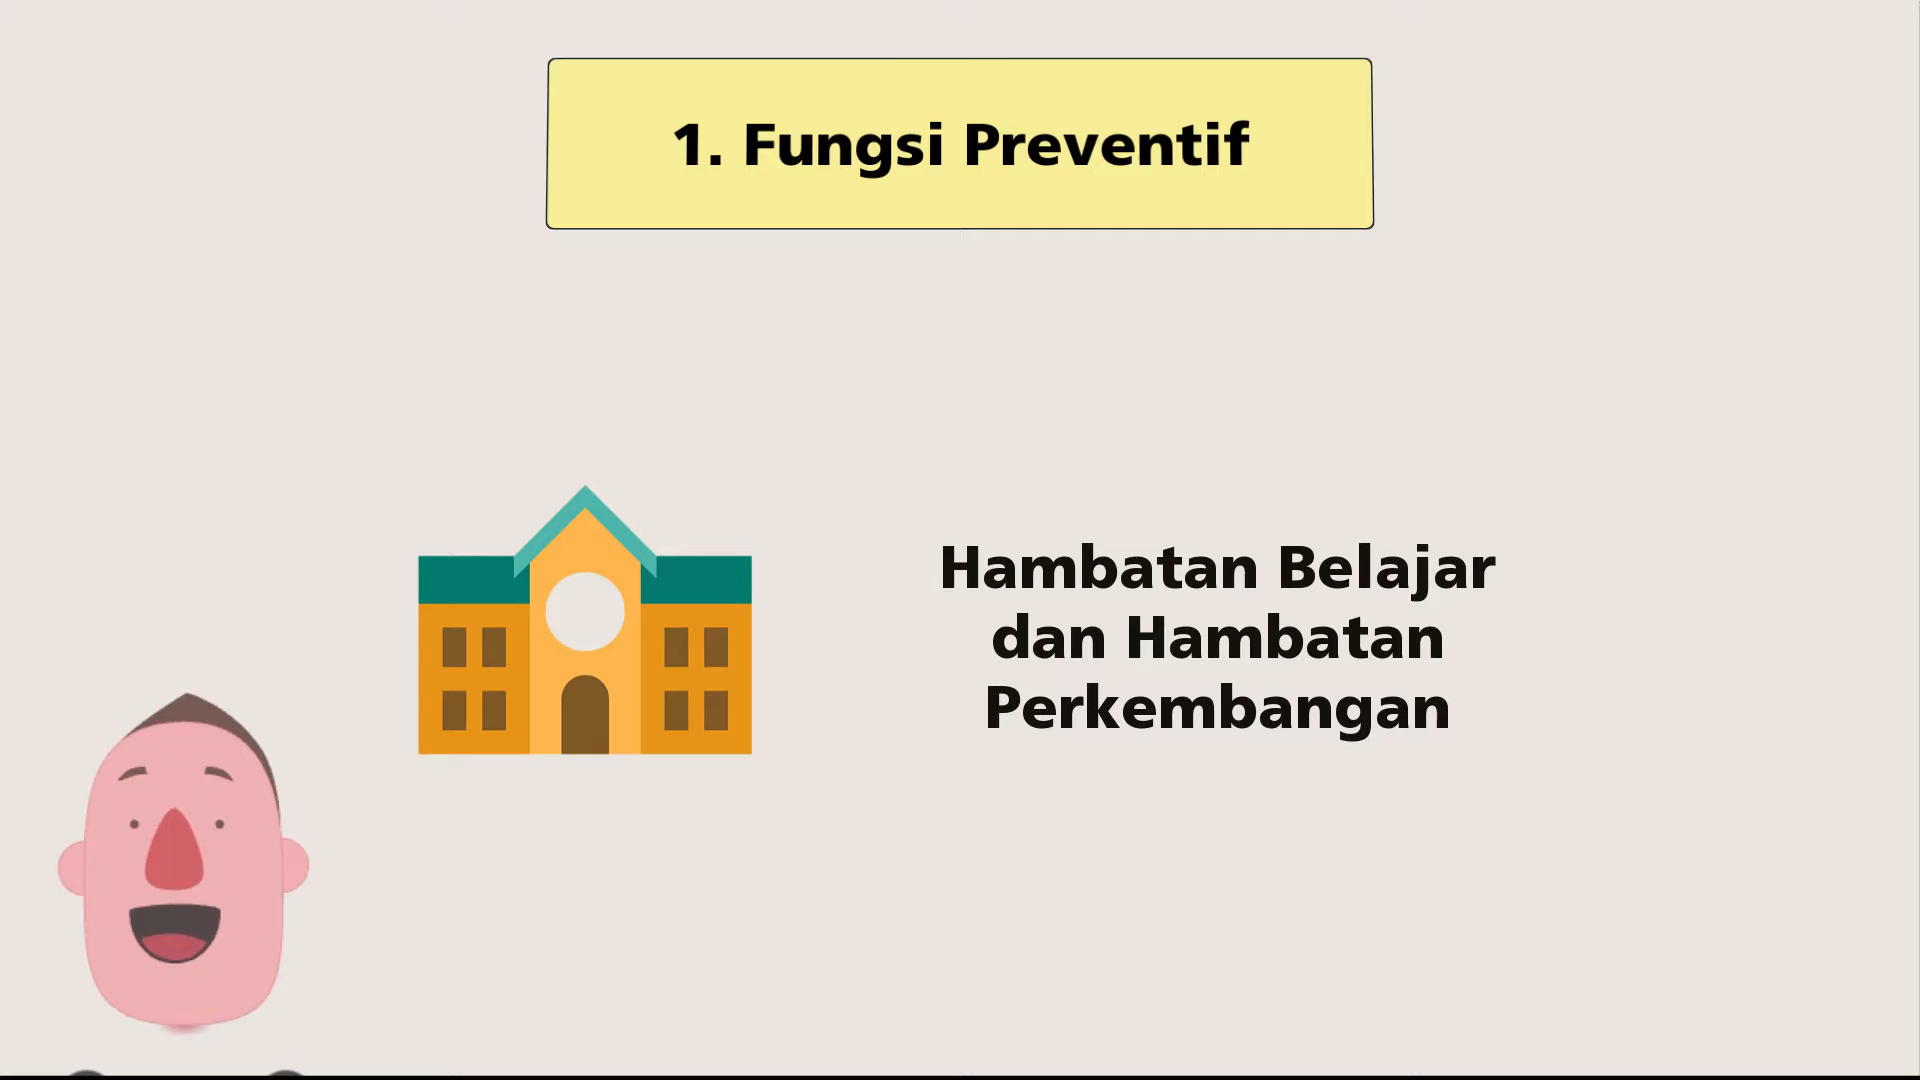 1. Fungsi Preventif
Hambatan Belajar
dan Hambatan
Perkembangan